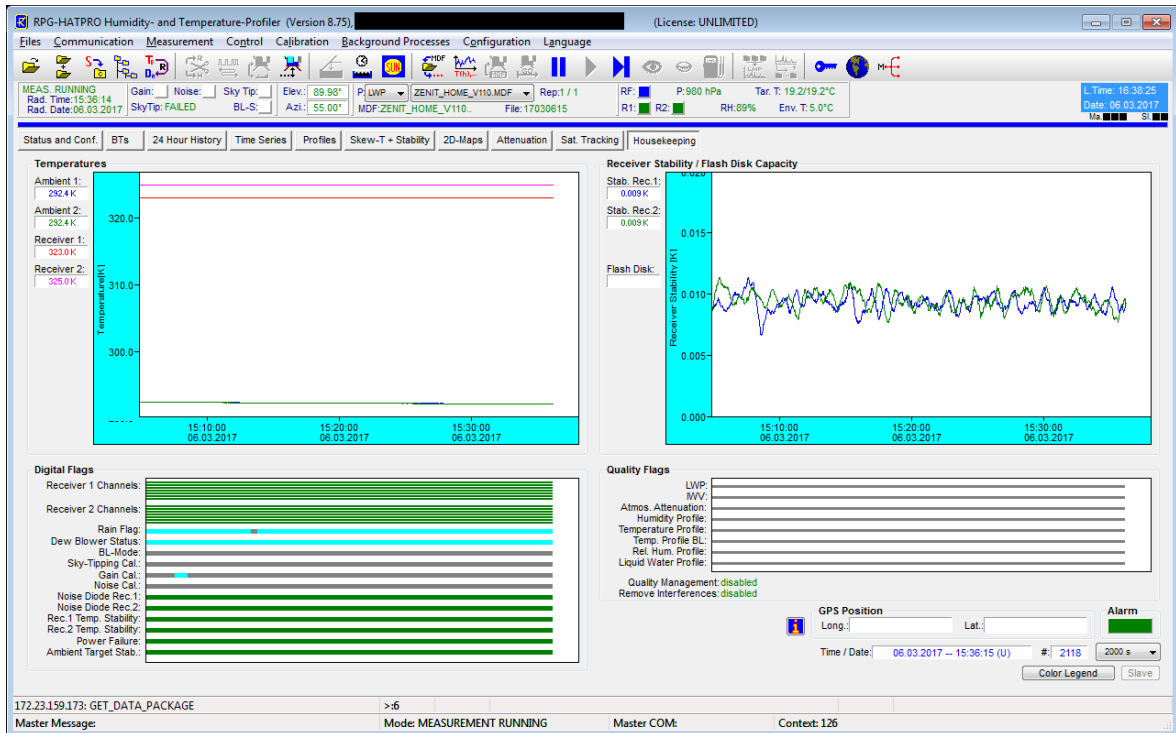 RPG-HATPRO Humidity- and Temperature-Profiler (Version 8.75), (License: UNLIMITED)
Files Communication Measurement Control Calibration Background Processes Configuration Language
MEAS. RUNNING Gain: Noise: Sky Tip: Elev.: 89.98° P: LWP ZENIT_HOME_V110.MDF Rep:1 / 1 RF: P:980 hPa Tar. T: 19.2/19.2°C L.Time: 16:38:25
Rad. Time:15:36:14
Rad. Date:06.03.2017 SkyTip: FAILED BL-S: Azi.: 55.00° MDF:ZENIT_HOME_V110.. File:17030615 R1: R2: RH:89% Env. T: 5.0°C Date: 06.03.2017
Ma. Sl.
Status and Conf. BTs 24 Hour History Time Series Profiles Skew-T + Stability 2D-Maps Attenuation Sat. Tracking Housekeeping
Temperatures
Ambient 1:
292.4 K
Ambient 2:
292.4 K
Receiver 1:
323.0 K
Receiver 2:
325.0 K
Temperature[K]
320.0
310.0
300.0
15:10:00 15:20:00 15:30:00
06.03.2017 06.03.2017 06.03.2017
Receiver Stability / Flash Disk Capacity
Stab. Rec.1:
0.009 K
Stab. Rec.2:
0.009 K
Flash Disk:
Receiver Stability [K]
0.020
0.015
0.010
0.005
0.000
15:10:00 15:20:00 15:30:00
06.03.2017 06.03.2017 06.03.2017
Digital Flags
Receiver 1 Channels:
Receiver 2 Channels:
Rain Flag:
Dew Blower Status:
BL-Mode:
Sky-Tipping Cal.:
Gain Cal.:
Noise Cal.:
Noise Diode Rec.1:
Noise Diode Rec.2:
Rec.1 Temp. Stability:
Rec.2 Temp. Stability:
Power Failure:
Ambient Target Stab.:
Quality Flags
LWP:
IWV:
Atmos. Attenuation:
Humidity Profile:
Temperature Profile:
Temp. Profile BL:
Rel. Hum. Profile:
Liquid Water Profile:
Quality Management: disabled
Remove Interferences: disabled
GPS Position
Long.: Lat.:
Alarm
Time / Date: 06.03.2017 -- 15:36:15 (U) #: 2118 2000 s
Color Legend Slave
172.23.159.173: GET_DATA_PACKAGE >:6
Master Message: Mode: MEASUREMENT RUNNING Master COM: Context: 126